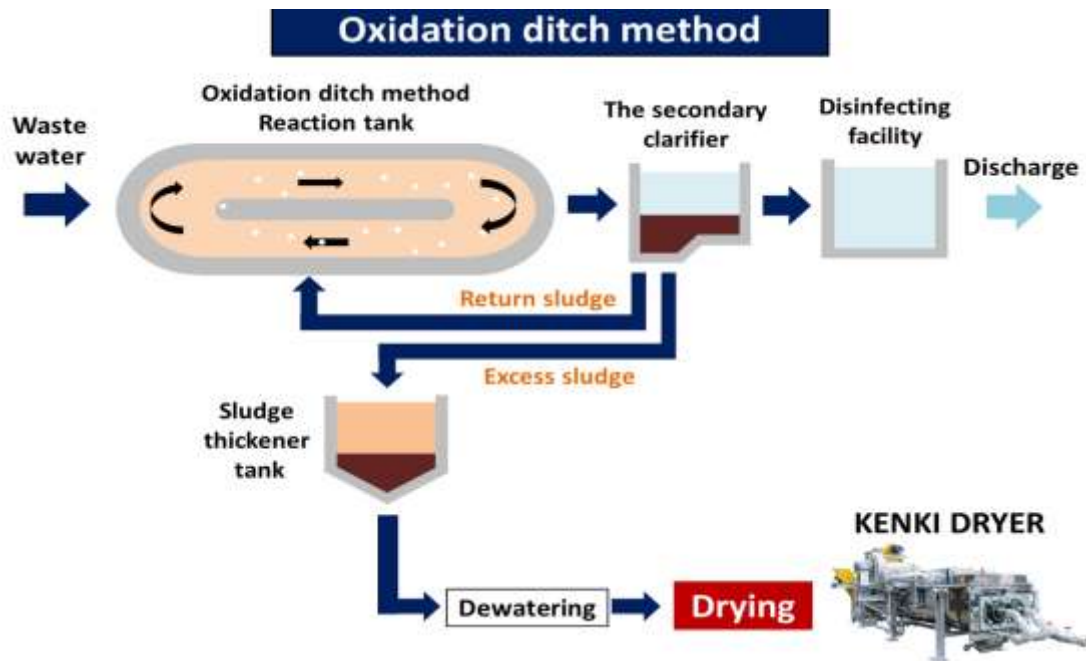 Oxidation ditch method
Oxidation ditch method
Reaction tank
Waste
water
The secondary
clarifier
Disinfecting
facility
Discharge
Return sludge
Excess sludge
Sludge
thickener
tank
KENKI DRYER
Dewatering
Drying